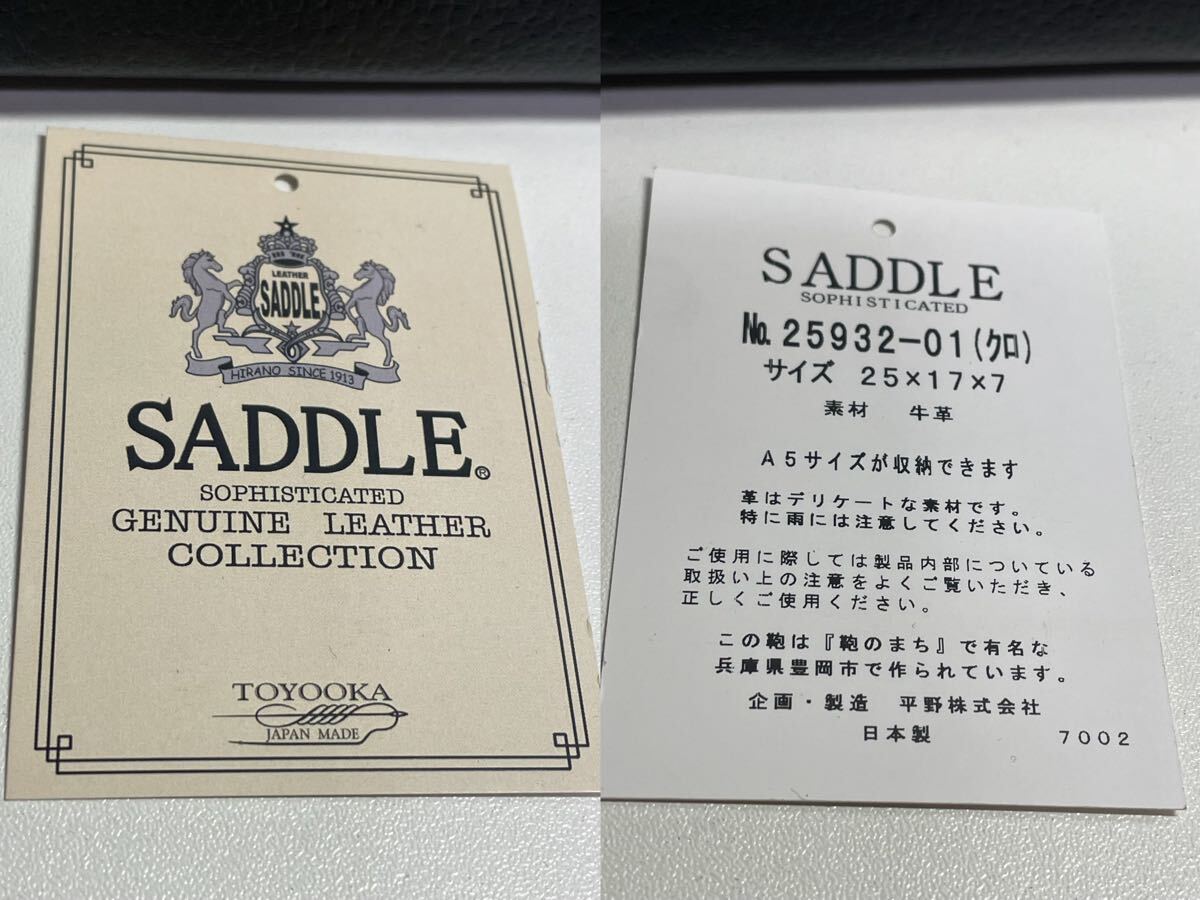 LEATHER
SADDLE
HIRANO SINCE 1913
SADDLE®
SOPHISTICATED
GENUINE LEATHER
COLLECTION
TOYOOKA
JAPAN MADE
SADDLE
SOPHISTICATED
№ 25932-01(クロ)
サイズ 25×17×7
素材 牛革
A5サイズが収納できます
革はデリケートな素材です。
特に雨には注意してください。
ご使用に際しては製品内部についている
取扱い上の注意をよくご覧いただき、
正しくご使用ください。
この鞄は『鞄のまち』で有名な
兵庫県豊岡市で作られています。
企画・製造 平野株式会社
日本製 7002